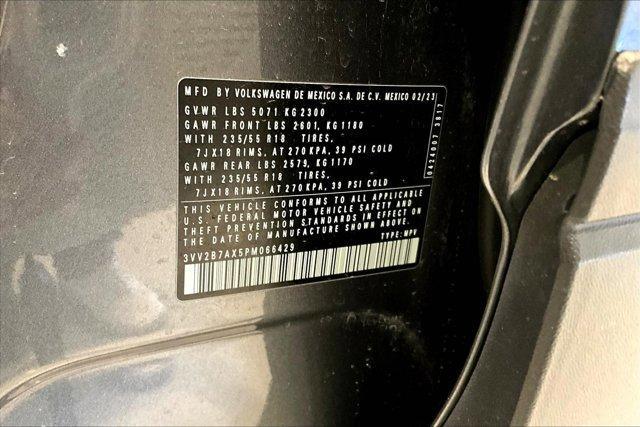 MFD BY VOLKSWAGEN DE MEXICO S.A. DE C.V. MEXICO 02/23
GVWR LBS 5071 KG 2300
GAWR FRONT LBS 2601, KG 1180
WITH 235/55 R18 TIRES,
7JX18 RIMS, AT 270 KPA, 39 PSI COLD
GAWR REAR LBS 2579, KG 1170
WITH 235/55 R18 TIRES,
7JX18 RIMS, AT 270 KPA, 39 PSI COLD
THIS VEHICLE CONFORMS TO ALL APPLICABLE
U.S. FEDERAL MOTOR VEHICLE SAFETY AND
THEFT PREVENTION STANDARDS IN EFFECT ON
THE DATE OF MANUFACTURE SHOWN ABOVE.
3VV2B7AX5PM066429 TYPE: MPV
0424007 3817